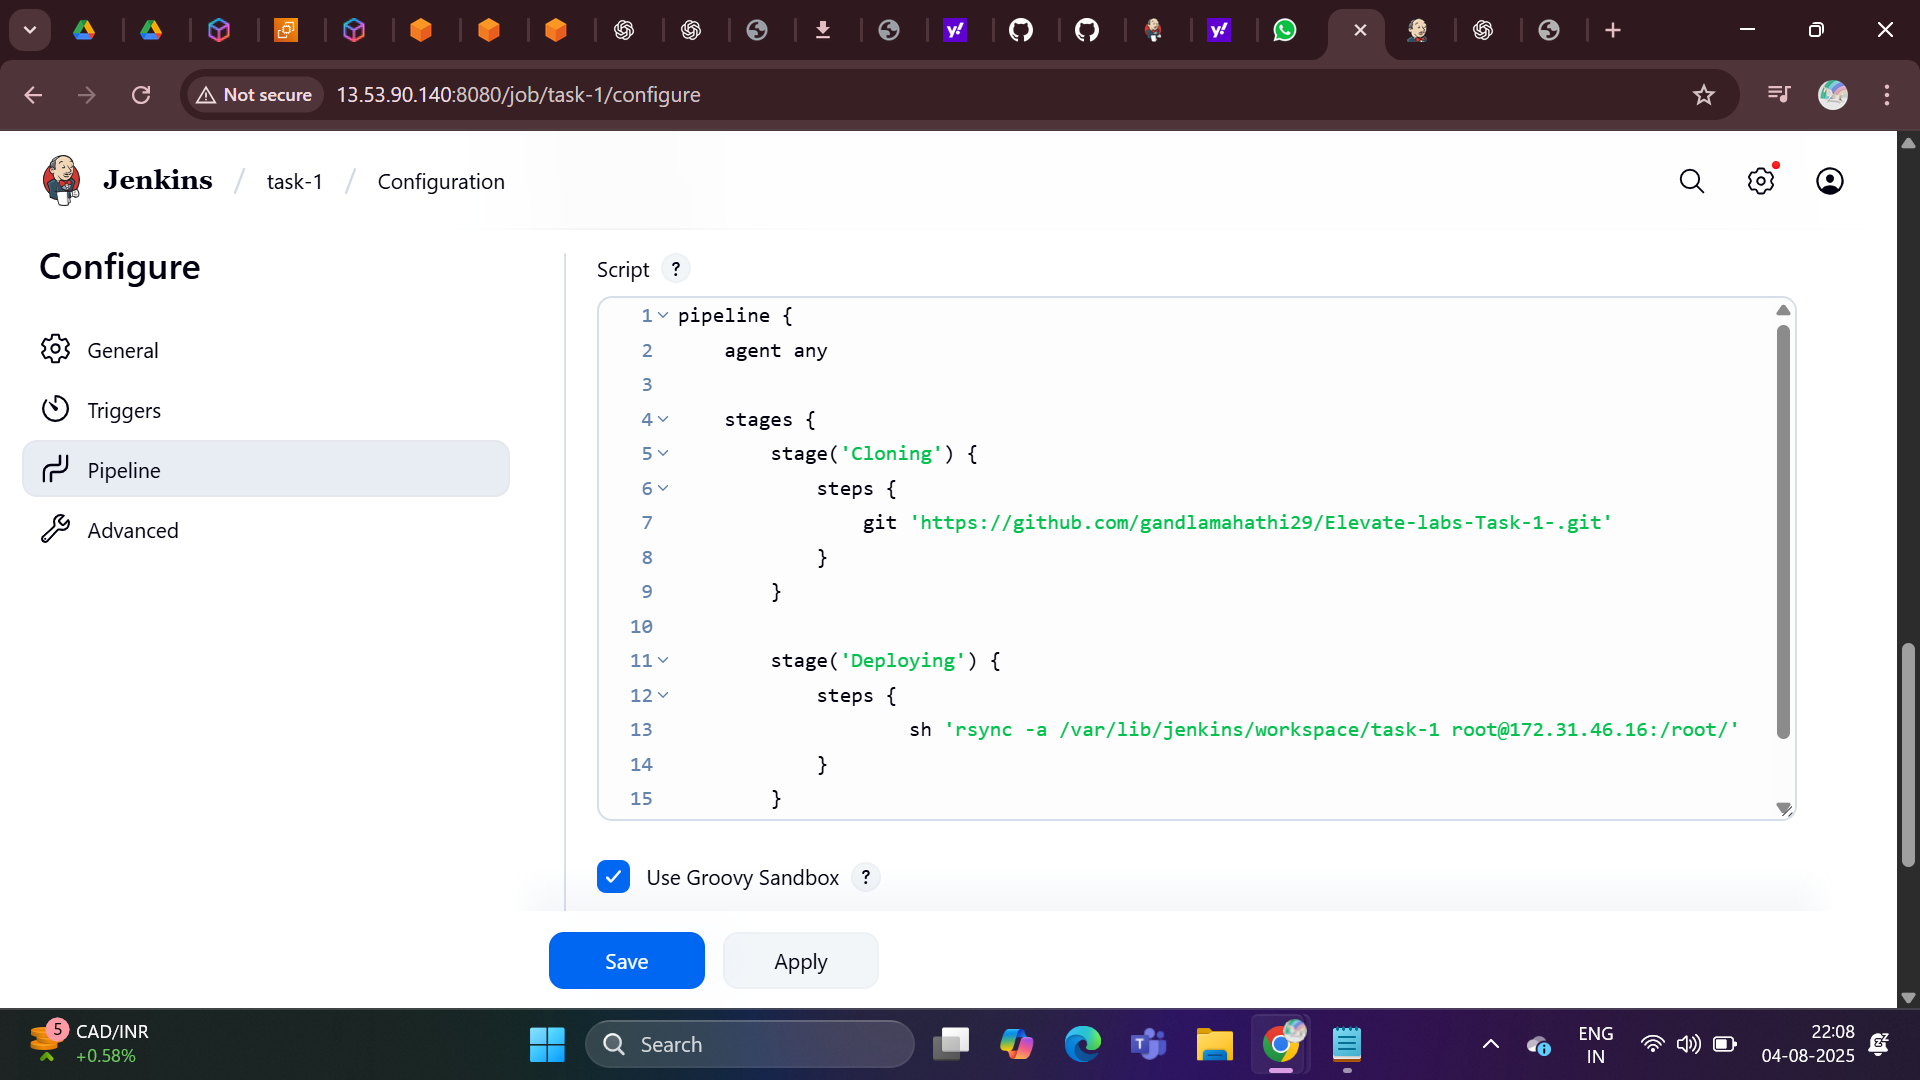 Not secure
13.53.90.140:8080/job/task-1/configure
Jenkins / task-1 / Configuration
Configure
General
Triggers
Pipeline
Advanced
Script ?
1 pipeline {
2 agent any
3
4 stages {
5 stage('Cloning') {
6 steps {
7 git 'https://github.com/gandlamahathi29/Elevate-labs-Task-1-.git'
8 }
9 }
10
11 stage('Deploying') {
12 steps {
13 sh 'rsync -a /var/lib/jenkins/workspace/task-1 root@172.31.46.16:/root/'
14 }
15 }
Use Groovy Sandbox ?
Save
Apply
5
CAD/INR
+0.58%
Search
ENG
IN
22:08
04-08-2025